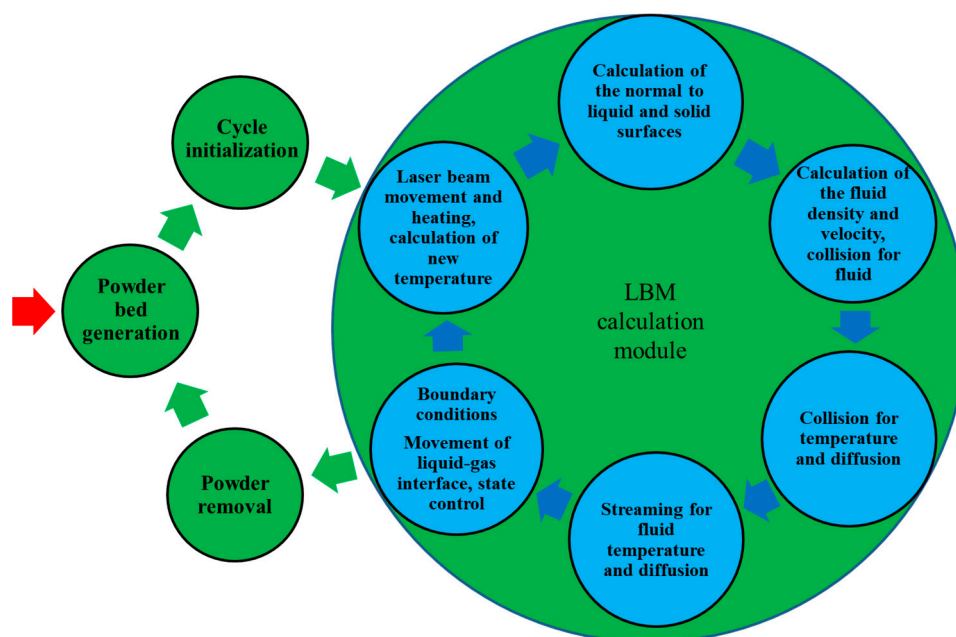 Powder
bed
generation
Cycle
initialization
Laser beam
movement
and heating,
calculation of
new
temperature
Calculation of
the normal to
liquid and solid
surfaces
Calculation of
the fluid
density and
velocity,
collision for
fluid
Collision for
temperature
and diffusion
Streaming for
fluid
temperature
and diffusion
Boundary
conditions
Movement of
liquid-gas
interface, state
control
Powder
removal
LBM
calculation
module